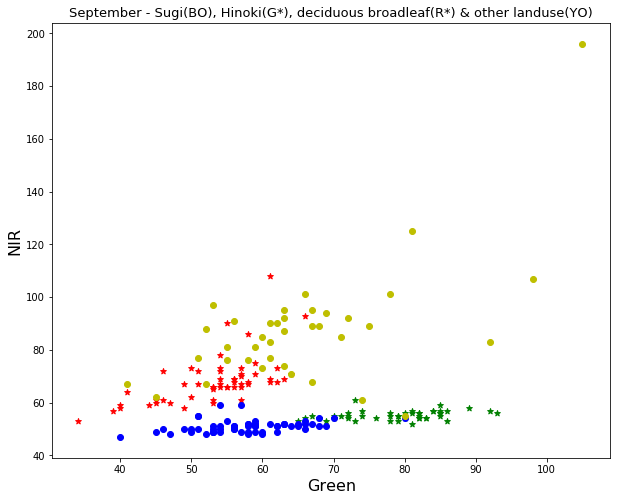 September - Sugi(BO), Hinoki(G*), deciduous broadleaf(R*) & other landuse(YO)
200
180
160
140
120
100
80
60
40
NIR
40 50 60 70 80 90 100
Green